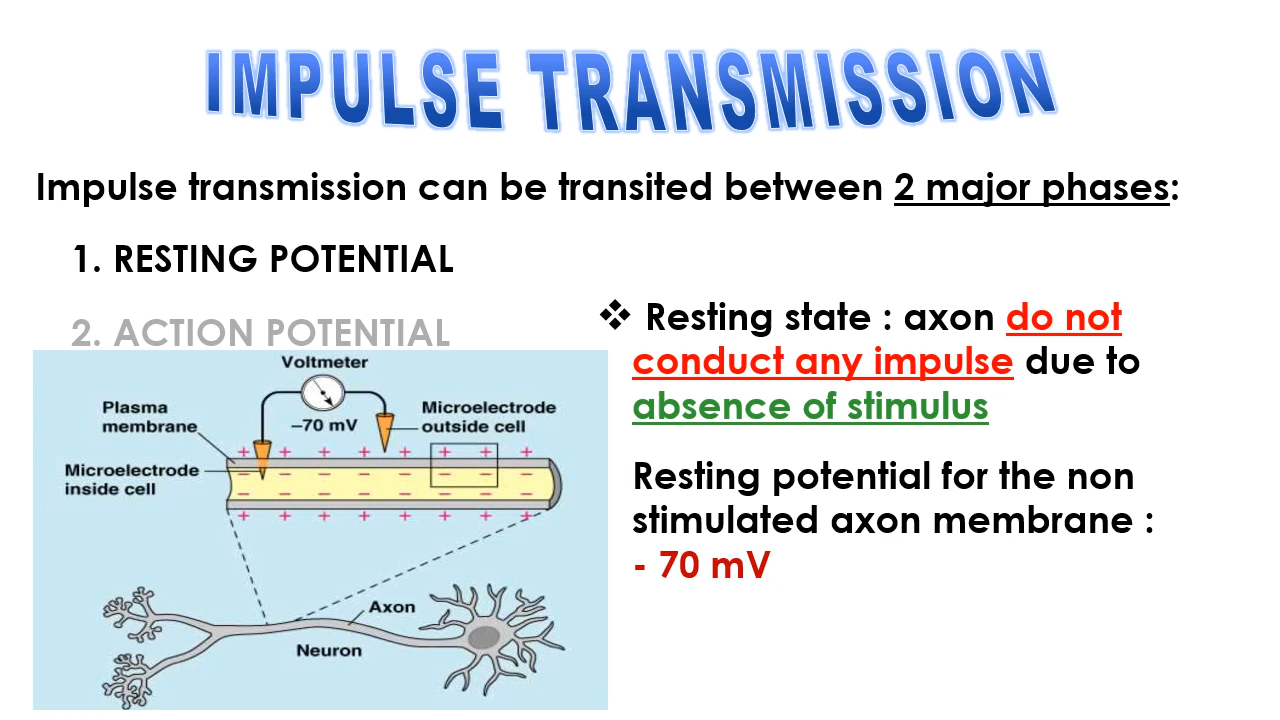 IMPULSE TRANSMISSION
Impulse transmission can be transited between 2 major phases:
1. RESTING POTENTIAL
2. ACTION POTENTIAL
❖ Resting state : axon do not
conduct any impulse due to
absence of stimulus
Resting potential for the non
stimulated axon membrane :
- 70 mV
Voltmeter
Plasma
membrane
–70 mV
Microelectrode
outside cell
Microelectrode
inside cell
+ + + + + + + +
– – – – – – –
– – – – – – – –
+ + + + + + + +
Axon
Neuron